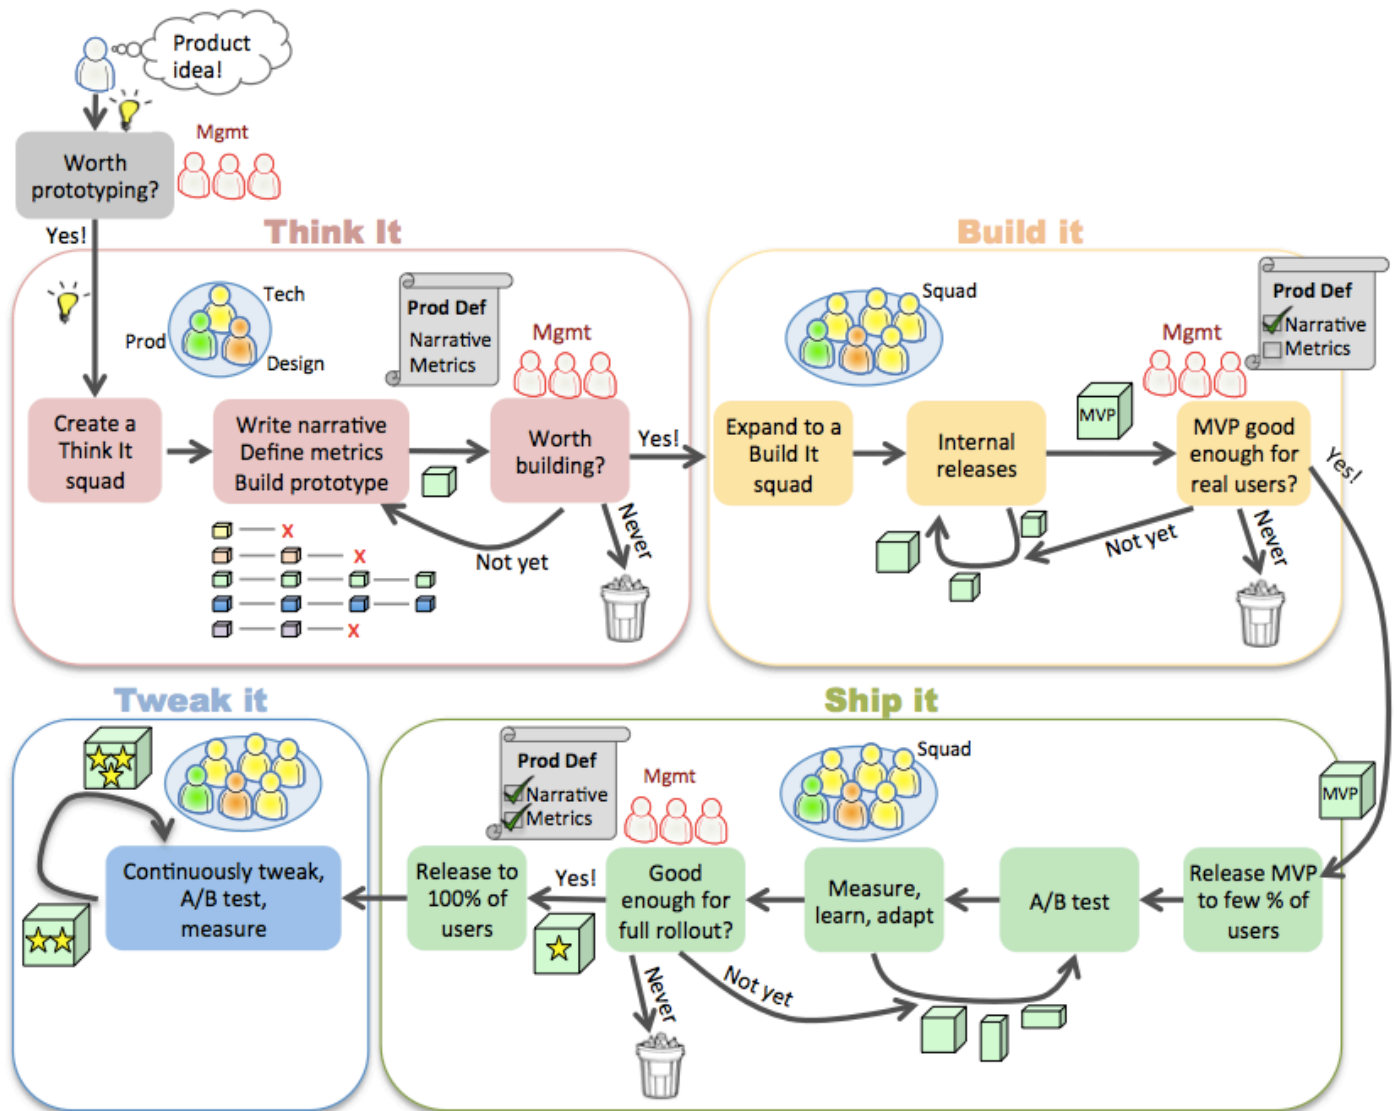 Product
idea!
Mgmt
Worth
prototyping?
Yes!
Think It
Tech
Prod
Design
Prod Def
Narrative
Metrics
Mgmt
Create a
Think It
squad
Write narrative
Define metrics
Build prototype
Worth
building?
Yes!
Not yet
Never
X
X
X
Build it
Squad
Prod Def
Narrative
Metrics
Mgmt
MVP
Expand to a
Build It
squad
Internal
releases
MVP good
enough for
real users?
Yes!
Not yet
Never
Tweak it
Continuously tweak,
A/B test,
measure
Ship it
Prod Def
Narrative
Metrics
Mgmt
Squad
MVP
Release to
100% of
users
Yes!
Good
enough for
full rollout?
Measure,
learn, adapt
A/B test
Release MVP
to few % of
users
Never
Not yet